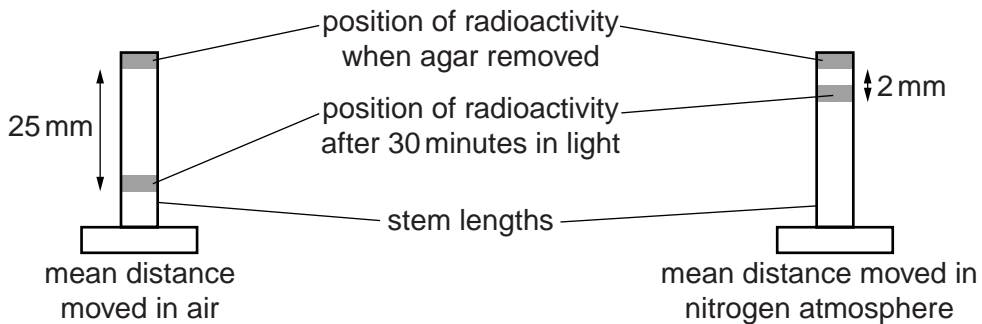 position of radioactivity
when agar removed
25 mm
2 mm
position of radioactivity
after 30 minutes in light
stem lengths
mean distance
moved in air
mean distance moved in
nitrogen atmosphere